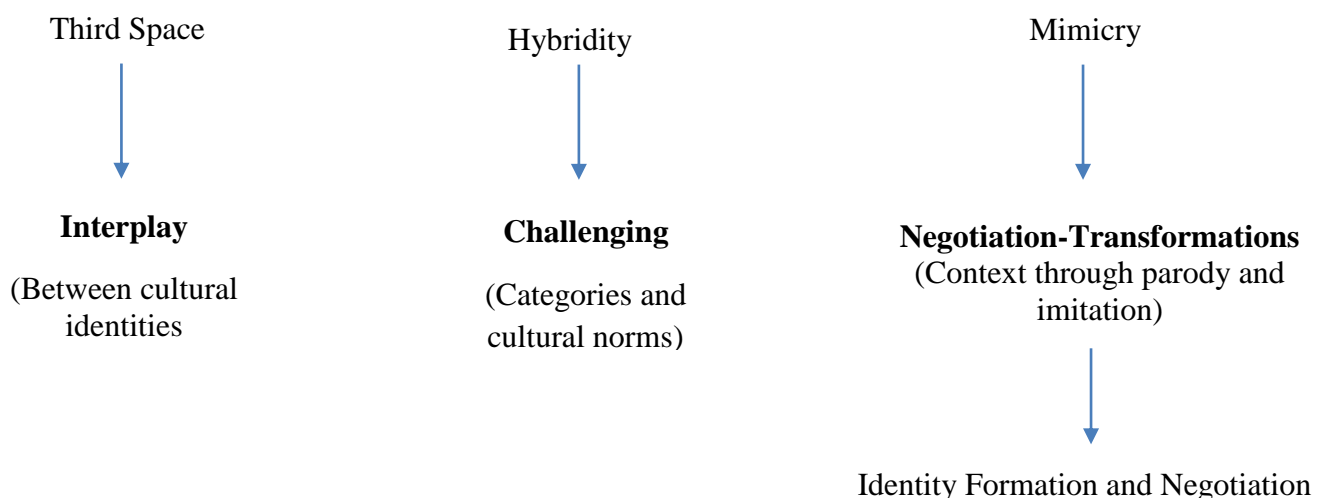 Third Space
Hybridity
Mimicry
Interplay
(Between cultural
identities
Challenging
(Categories and
cultural norms)
Negotiation-Transformations
(Context through parody and
imitation)
Identity Formation and Negotiation